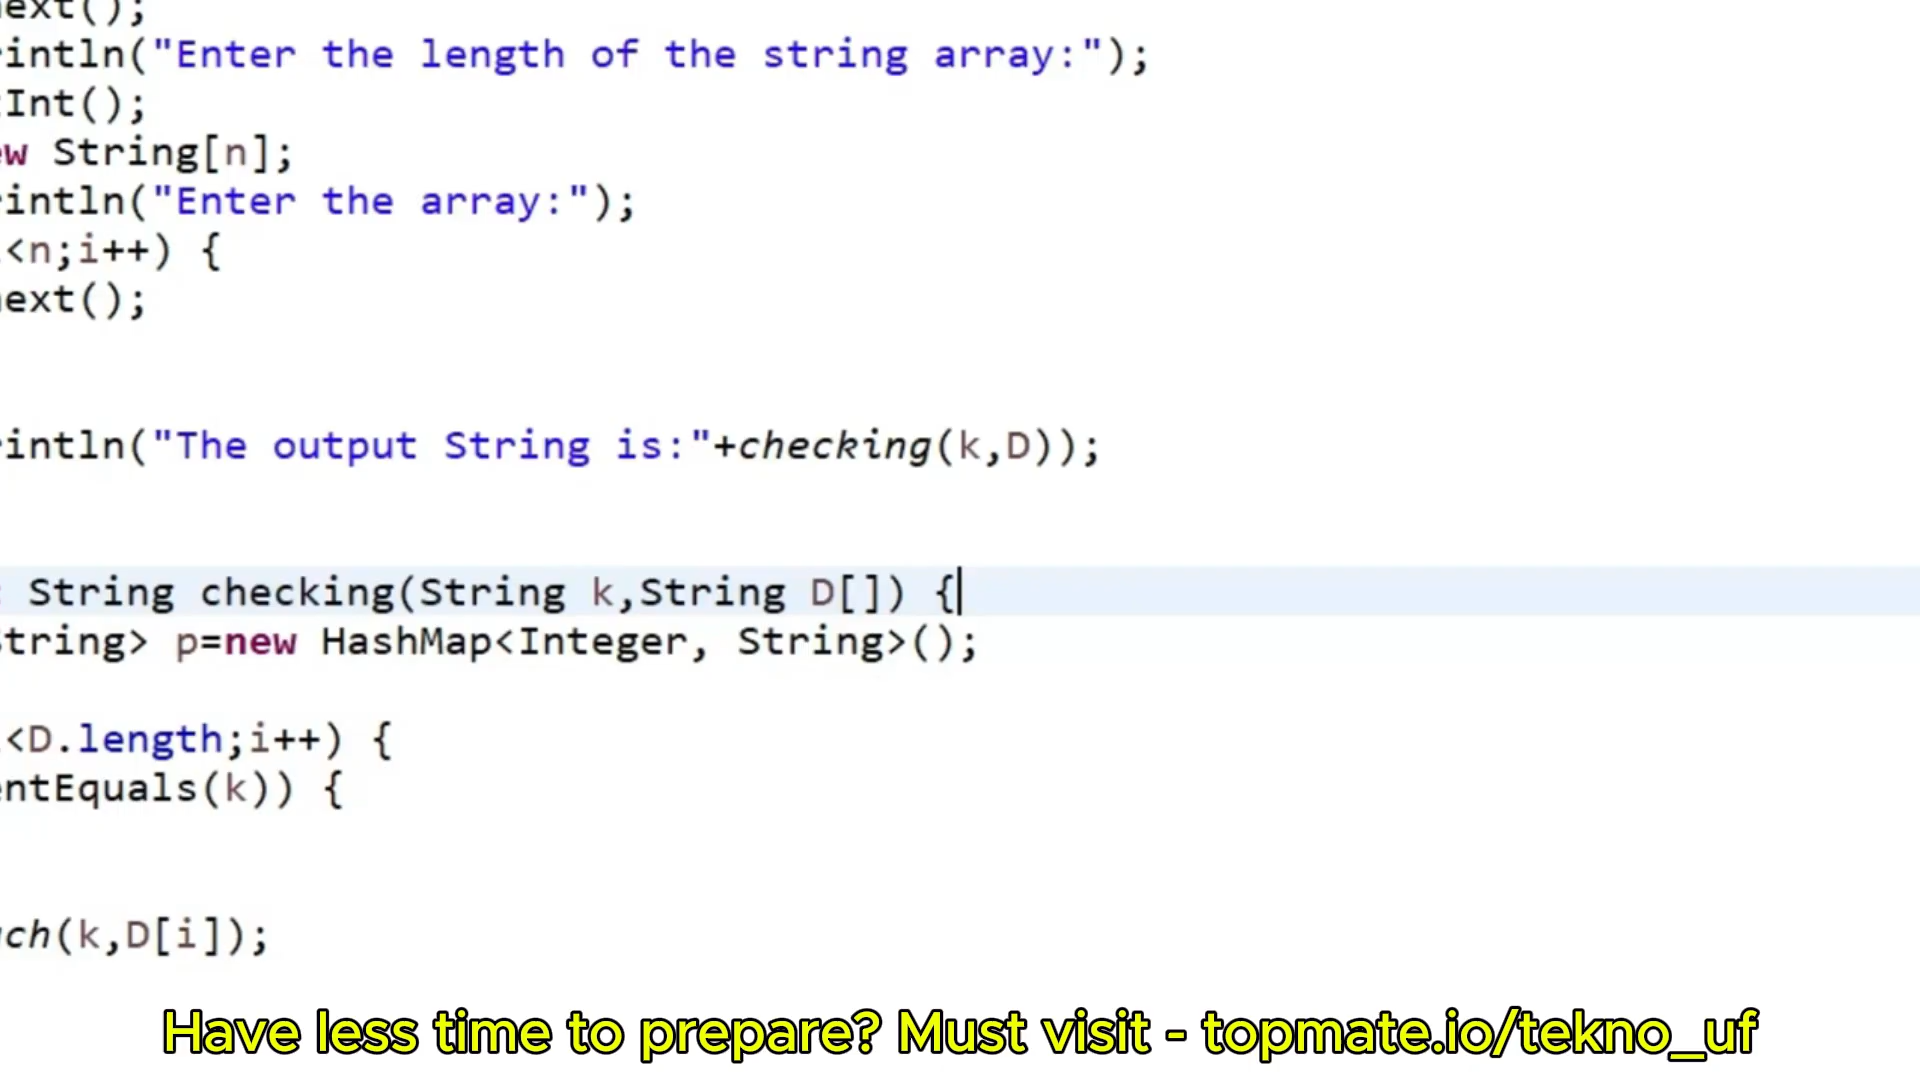 ext();
intln("Enter the length of the string array:");
Int();
w String[n];
intln("Enter the array:");
<n;i++) {
ext();
intln("The output String is:"+checking(k,D));
String checking(String k,String D[]) {
tring> p=new HashMap<Integer, String>();
<D.length;i++) {
ntEquals(k)) {
ch(k,D[i]);
Have less time to prepare? Must visit - topmate.io/tekno_uf